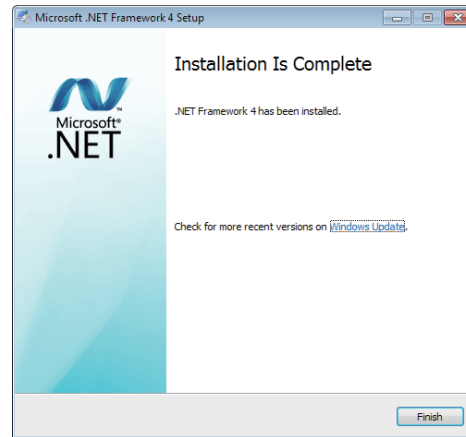 Microsoft .NET Framework 4 Setup
Installation Is Complete
.NET Framework 4 has been installed.
Microsoft®
.NET™
Check for more recent versions on Windows Update.
Finish